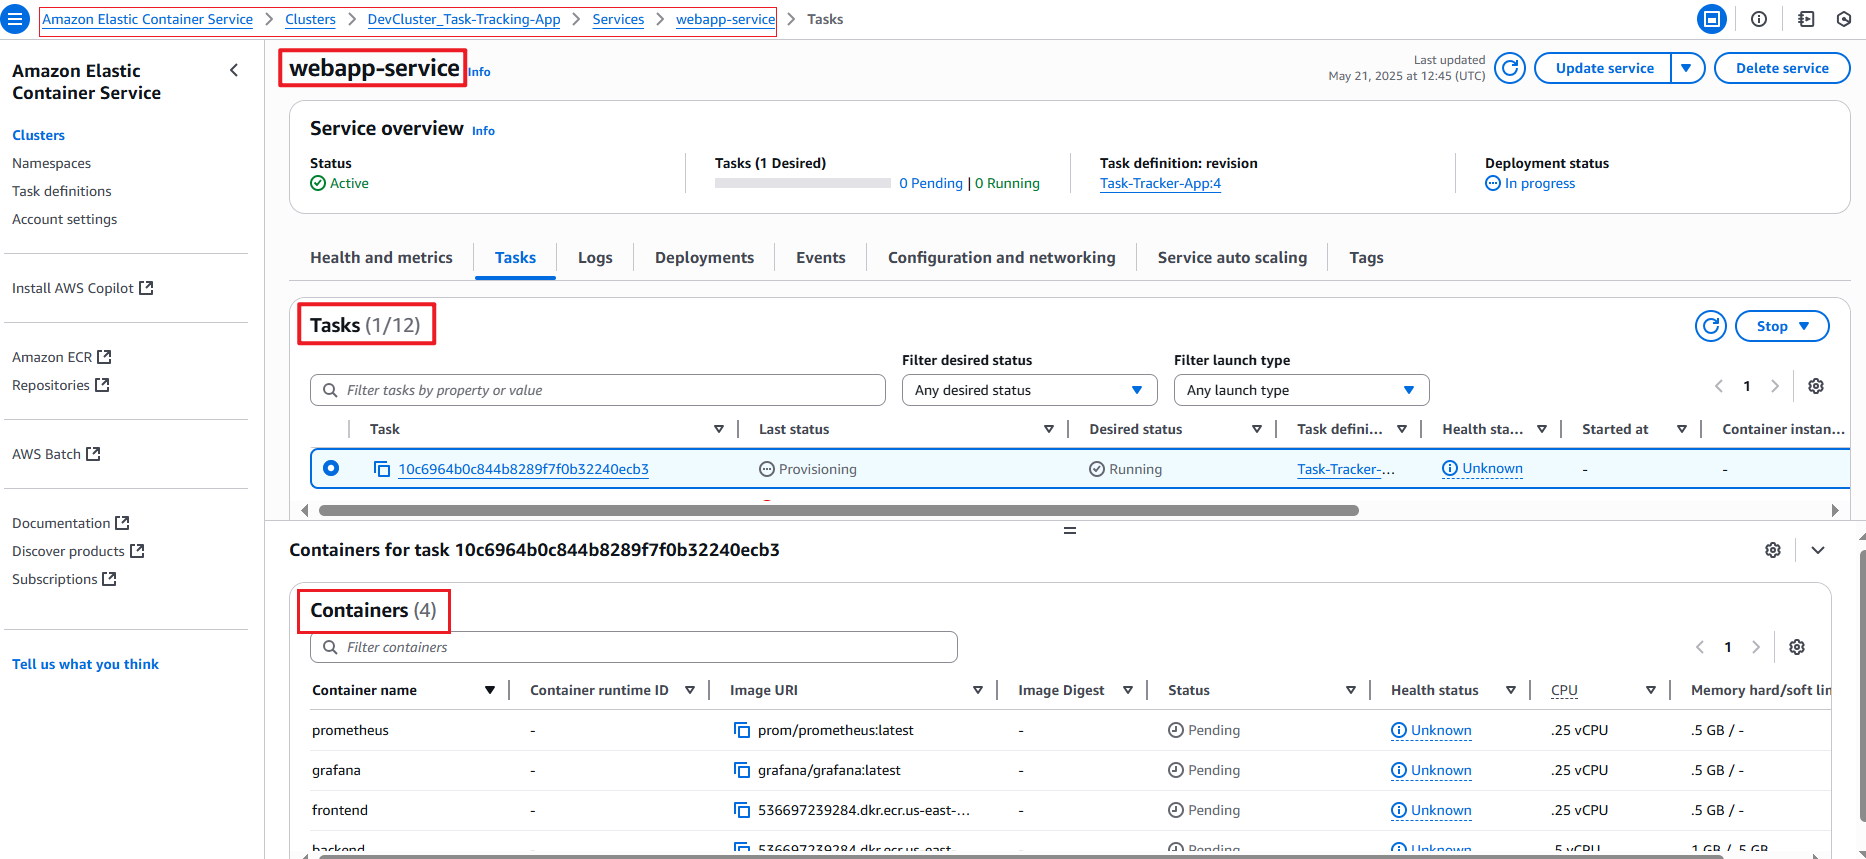 Amazon Elastic Container Service > Clusters > DevCluster_Task-Tracking-App > Services > webapp-service > Tasks
Amazon Elastic Container Service
Clusters
Namespaces
Task definitions
Account settings
Install AWS Copilot
Amazon ECR
Repositories
AWS Batch
Documentation
Discover products
Subscriptions
Tell us what you think
webapp-service Info
Last updated
May 21, 2025 at 12:45 (UTC)
Update service
Delete service
Service overview Info
Status
Active
Tasks (1 Desired)
0 Pending | 0 Running
Task definition: revision
Task-Tracker-App:4
Deployment status
In progress
Health and metrics Tasks Logs Deployments Events Configuration and networking Service auto scaling Tags
Tasks (1/12)
Stop
Filter desired status
Filter launch type
Filter tasks by property or value
Any desired status
Any launch type
1
Task Last status Desired status Task defini... Health sta... Started at Container instan...
10c6964b0c844b8289f7f0b32240ecb3 Provisioning Running Task-Tracker-... Unknown - -
Containers for task 10c6964b0c844b8289f7f0b32240ecb3
Containers (4)
Filter containers
1
Container name Container runtime ID Image URI Image Digest Status Health status CPU Memory hard/soft lin
prometheus - prom/prometheus:latest - Pending Unknown .25 vCPU .5 GB / -
grafana - grafana/grafana:latest - Pending Unknown .25 vCPU .5 GB / -
frontend - 536697239284.dkr.ecr.us-east-... - Pending Unknown .25 vCPU .5 GB / -
backend 536697239284.dkr.ecr.us-east- Pending Unknown .5 vCPU 1 GB / .5 GB